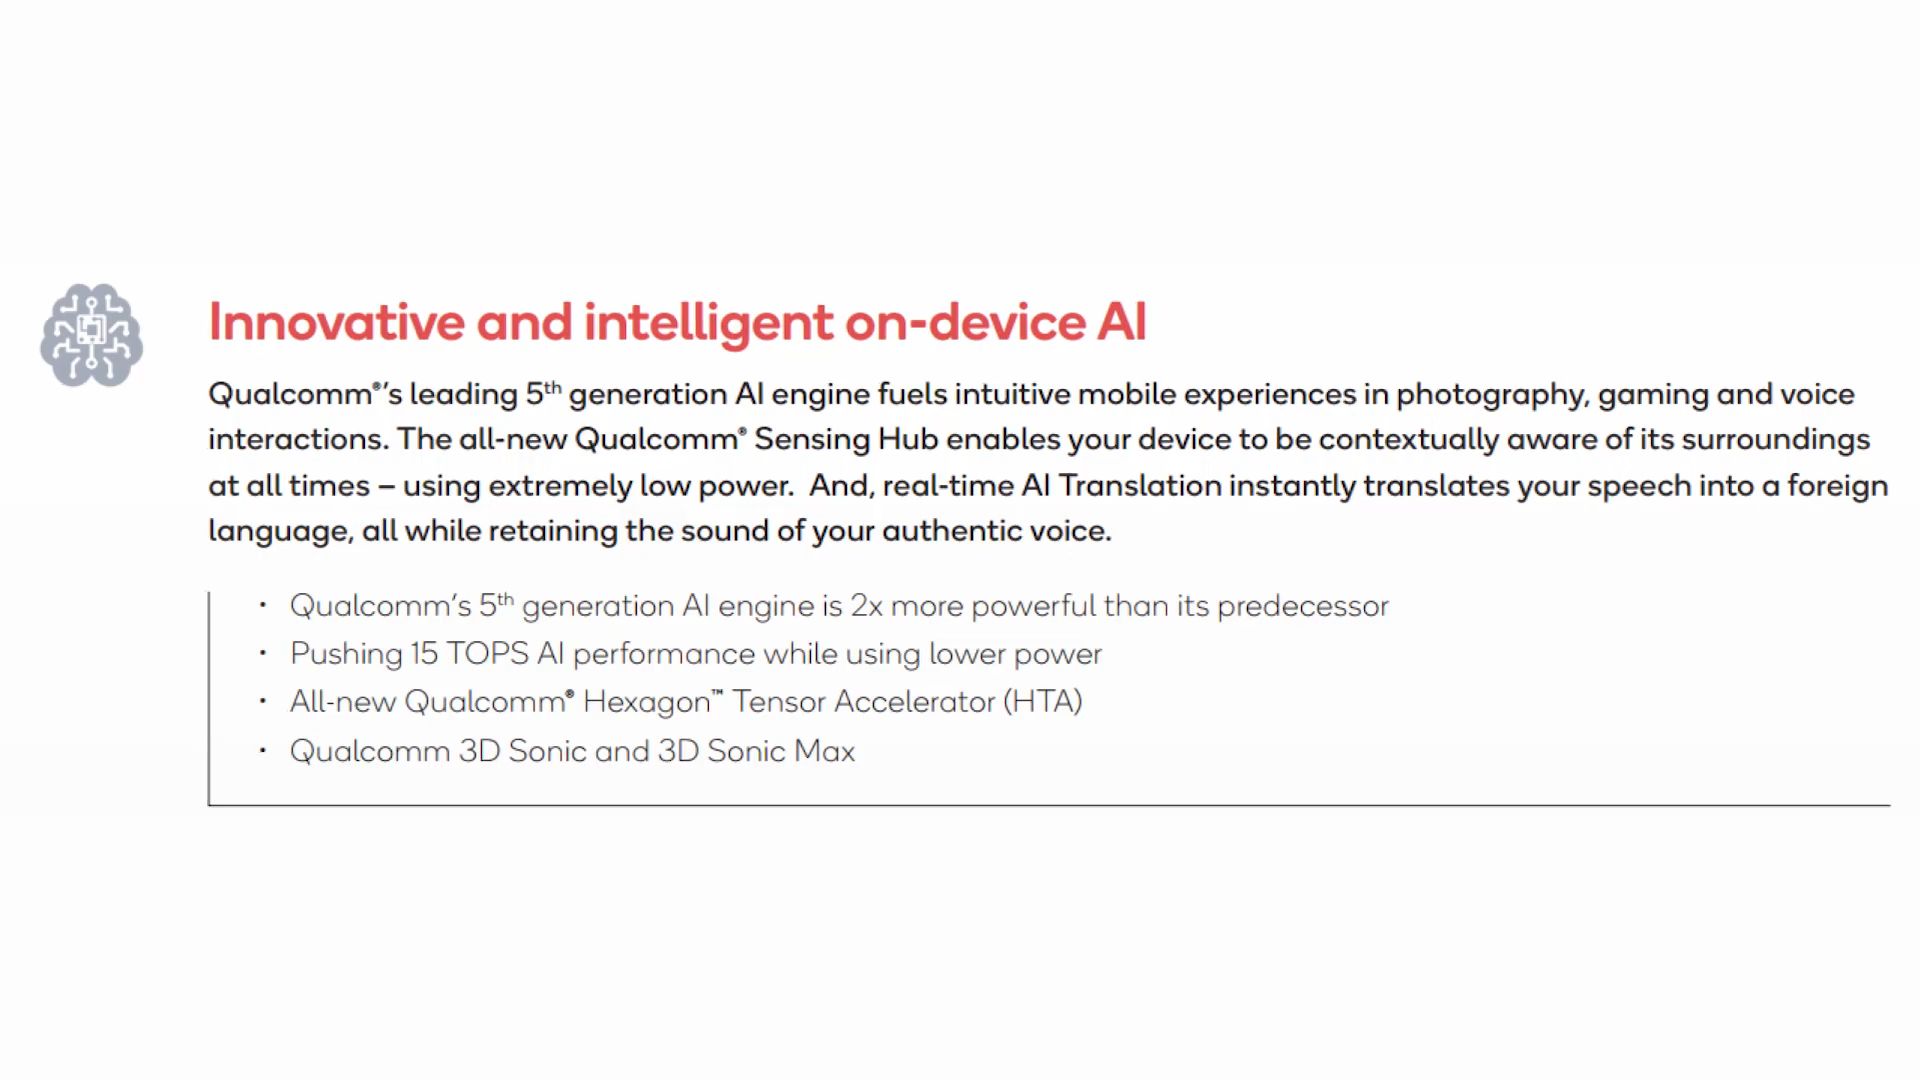 Innovative and intelligent on-device AI
Qualcomm®'s leading 5th generation AI engine fuels intuitive mobile experiences in photography, gaming and voice
interactions. The all-new Qualcomm® Sensing Hub enables your device to be contextually aware of its surroundings
at all times – using extremely low power.  And, real-time AI Translation instantly translates your speech into a foreign
language, all while retaining the sound of your authentic voice.
• Qualcomm's 5th generation AI engine is 2x more powerful than its predecessor
• Pushing 15 TOPS AI performance while using lower power
• All-new Qualcomm® Hexagon™ Tensor Accelerator (HTA)
• Qualcomm 3D Sonic and 3D Sonic Max